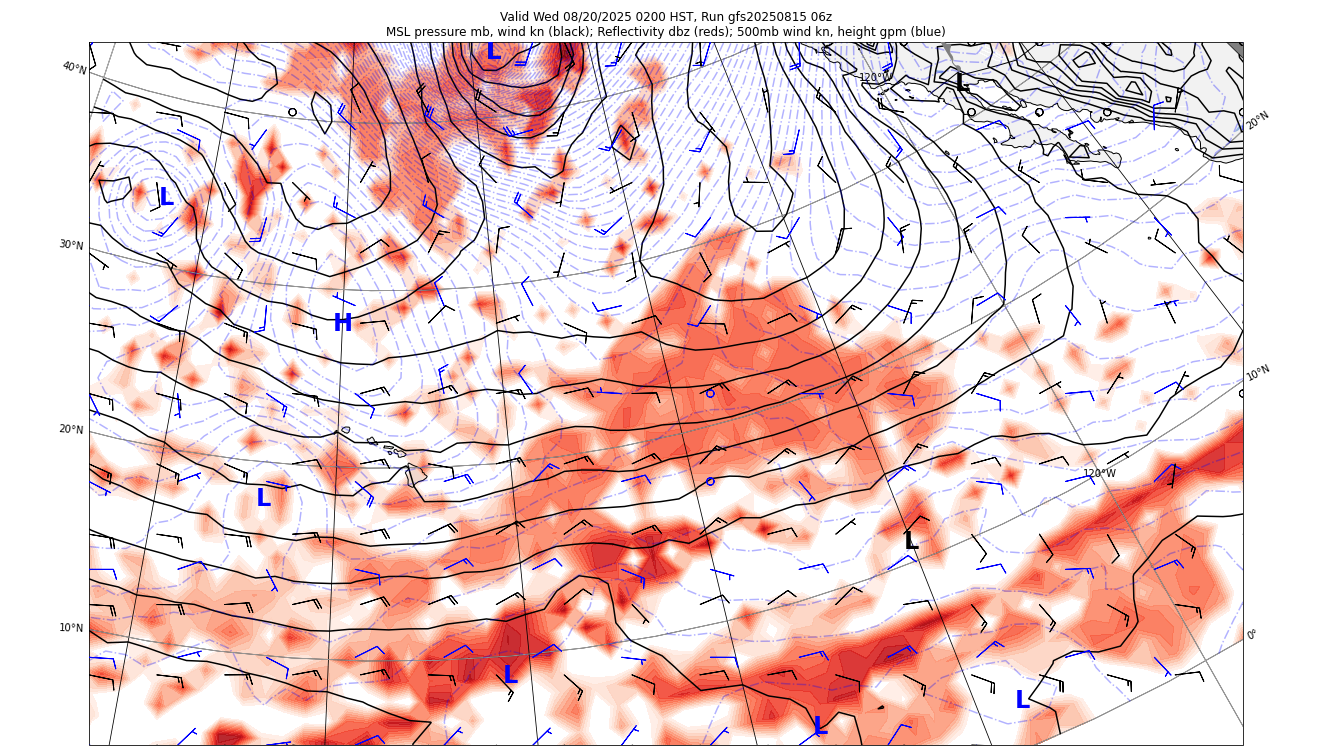 Valid Wed 08/20/2025 0200 HST, Run gfs20250815 06z
MSL pressure mb, wind kn (black); Reflectivity dbz (reds); 500mb wind kn, height gpm (blue)
L
40°N
120°W
L
20°N
L
30°N
H
10°N
20°N
120°W
L
L
10°N
0°
L
L
L